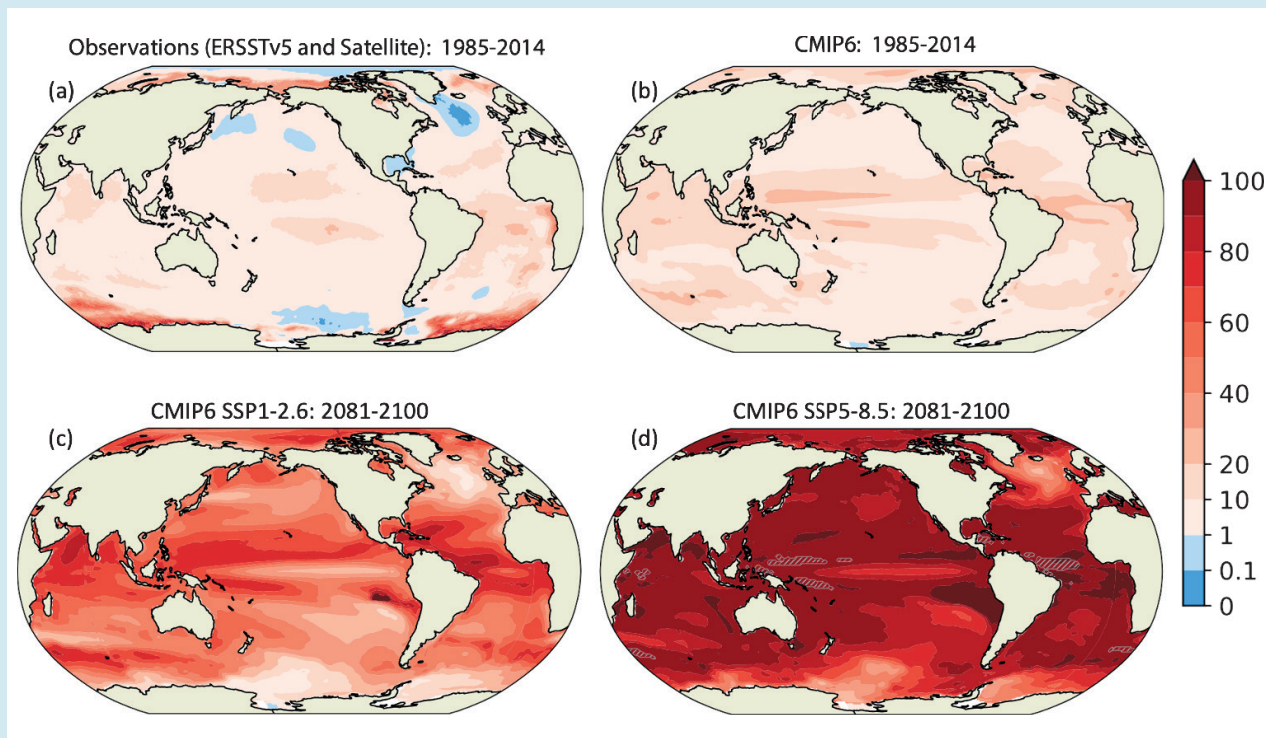 Observations (ERSSTv5 and Satellite): 1985-2014
CMIP6: 1985-2014
(a)
(b)
CMIP6 SSP1-2.6: 2081-2100
CMIP6 SSP5-8.5: 2081-2100
(c)
(d)
100
80
60
40
20
10
1
0.1
0